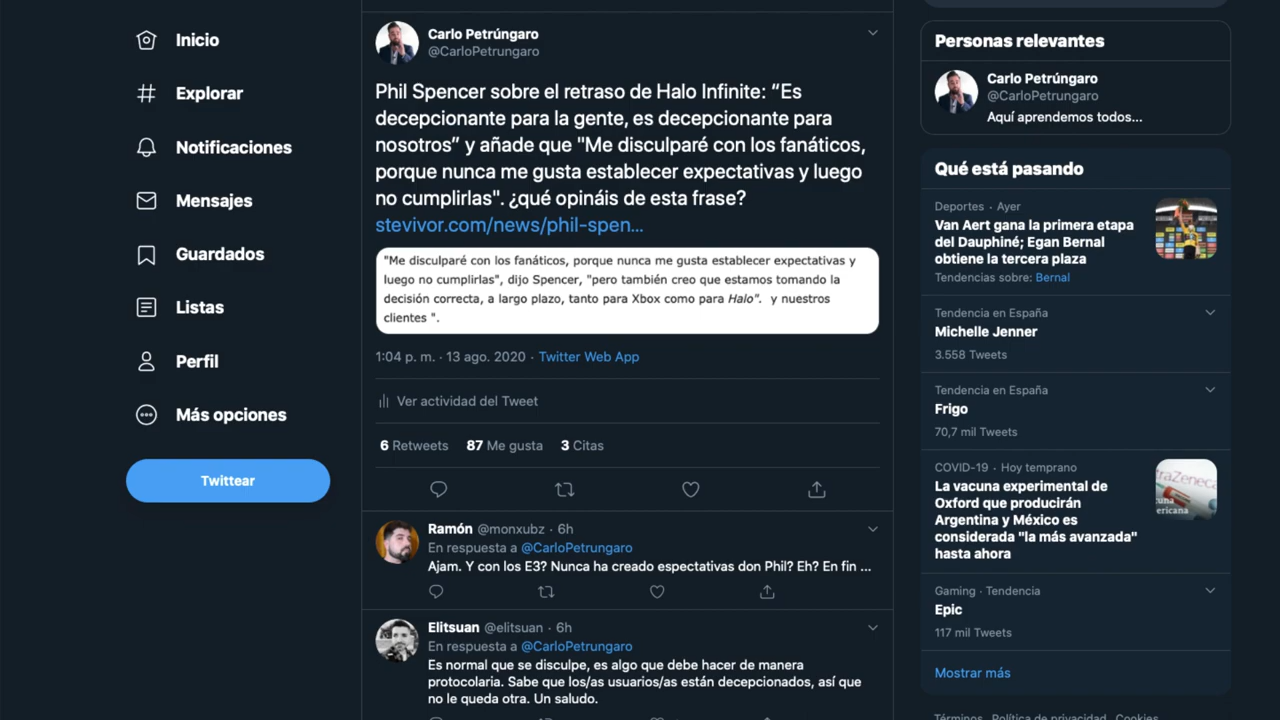 Inicio
Explorar
Notificaciones
Mensajes
Guardados
Listas
Perfil
Más opciones
Twittear
Carlo Petrúngaro
@CarloPetrungaro
Phil Spencer sobre el retraso de Halo Infinite: “Es
decepcionante para la gente, es decepcionante para
nosotros” y añade que "Me disculparé con los fanáticos,
porque nunca me gusta establecer expectativas y luego
no cumplirlas". ¿qué opináis de esta frase?
stevivor.com/news/phil-spen...
"Me disculparé con los fanáticos, porque nunca me gusta establecer expectativas y
luego no cumplirlas", dijo Spencer, "pero también creo que estamos tomando la
decisión correcta, a largo plazo, tanto para Xbox como para Halo". y nuestros
clientes ".
1:04 p. m. · 13 ago. 2020 · Twitter Web App
Ver actividad del Tweet
6 Retweets 87 Me gusta 3 Citas
Ramón @monxubz · 6h
En respuesta a @CarloPetrungaro
Ajam. Y con los E3? Nunca ha creado espectativas don Phil? Eh? En fin ...
Elitsuan @elitsuan · 6h
En respuesta a @CarloPetrungaro
Es normal que se disculpe, es algo que debe hacer de manera
protocolaria. Sabe que los/as usuarios/as están decepcionados, así que
no le queda otra. Un saludo.
Personas relevantes
Carlo Petrúngaro
@CarloPetrungaro
Aquí aprendemos todos...
Qué está pasando
Deportes · Ayer
Van Aert gana la primera etapa
del Dauphiné; Egan Bernal
obtiene la tercera plaza
Tendencias sobre: Bernal
Tendencia en España
Michelle Jenner
3.558 Tweets
Tendencia en España
Frigo
70,7 mil Tweets
COVID-19 · Hoy temprano
La vacuna experimental de
Oxford que producirán
Argentina y México es
considerada "la más avanzada"
hasta ahora
Gaming · Tendencia
Epic
117 mil Tweets
Mostrar más
Términos Política de privacidad Cookies